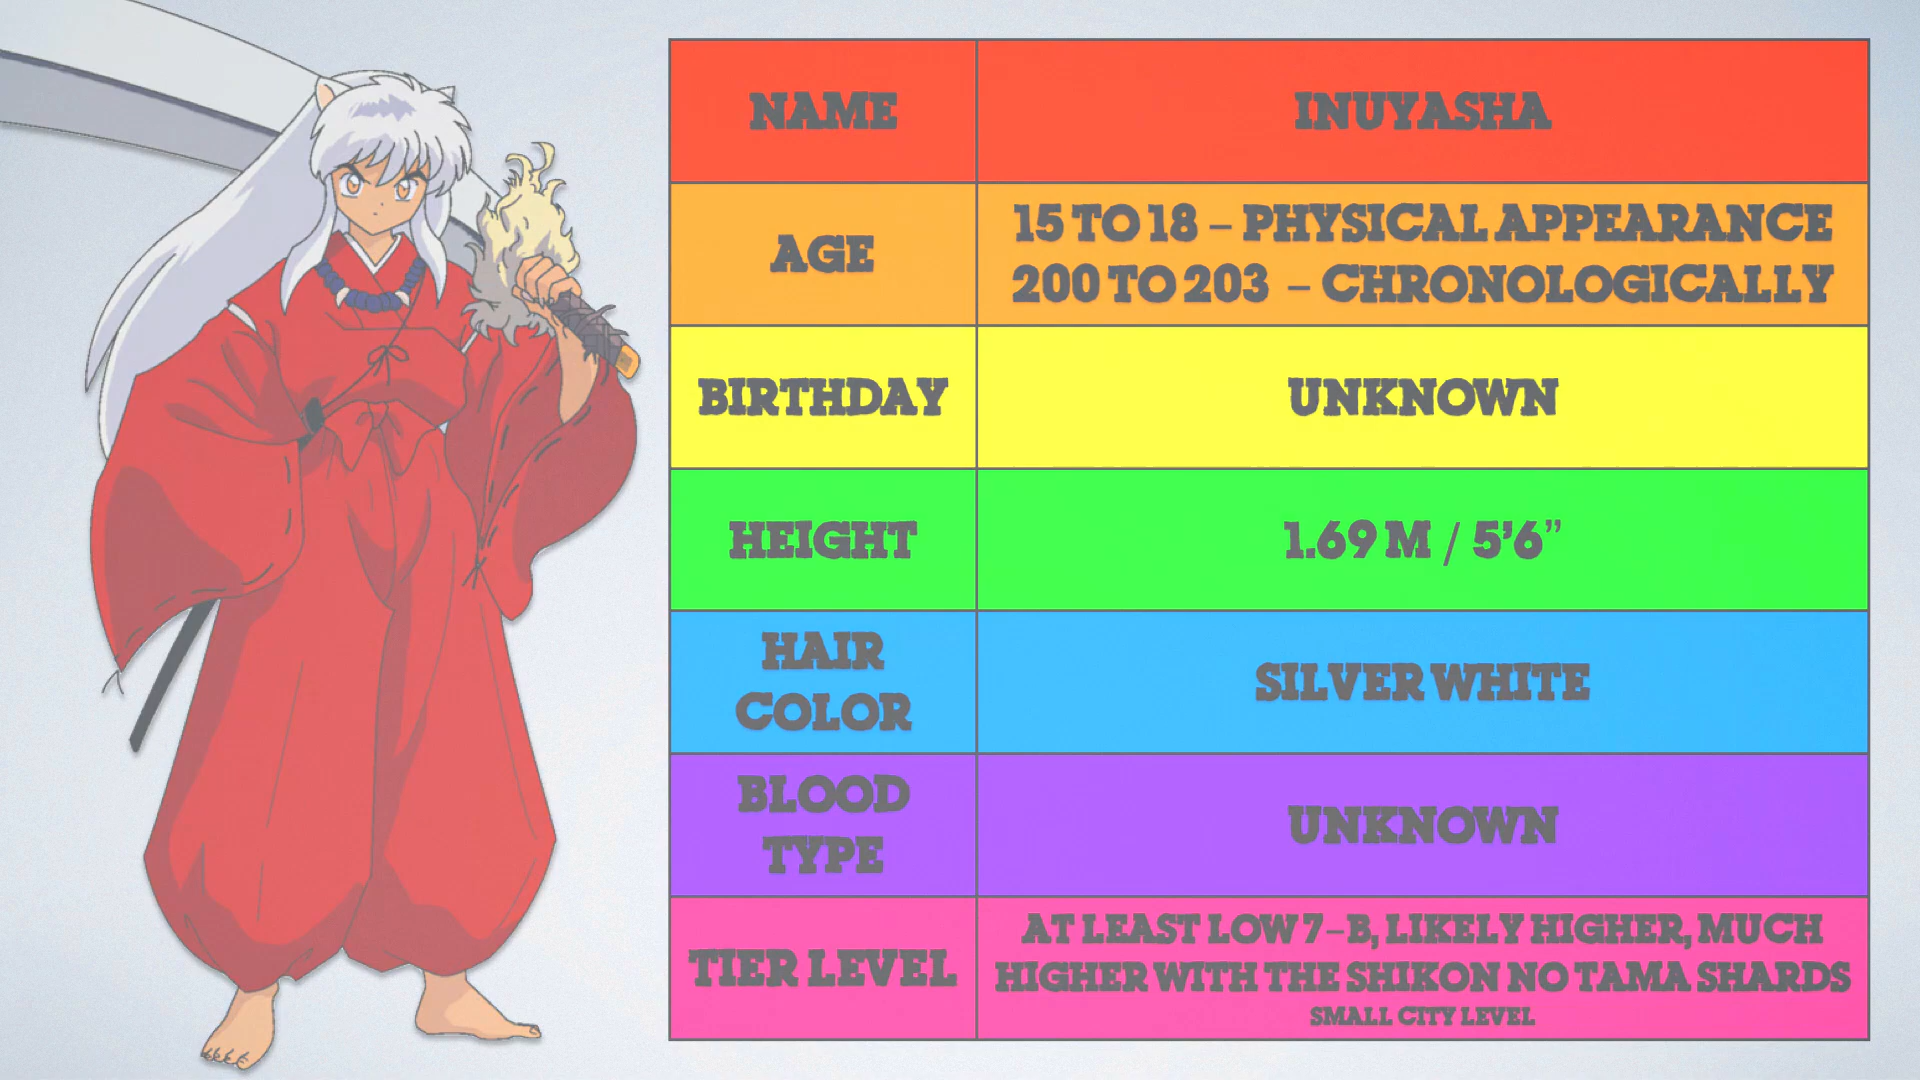 NAME
INUYASHA
AGE
15 TO 18 – PHYSICAL APPEARANCE
200 TO 203 – CHRONOLOGICALLY
BIRTHDAY
UNKNOWN
HEIGHT
1.69 M / 5’6”
HAIR
COLOR
SILVER WHITE
BLOOD
TYPE
UNKNOWN
TIER LEVEL
AT LEAST LOW 7–B, LIKELY HIGHER, MUCH
HIGHER WITH THE SHIKON NO TAMA SHARDS
SMALL CITY LEVEL